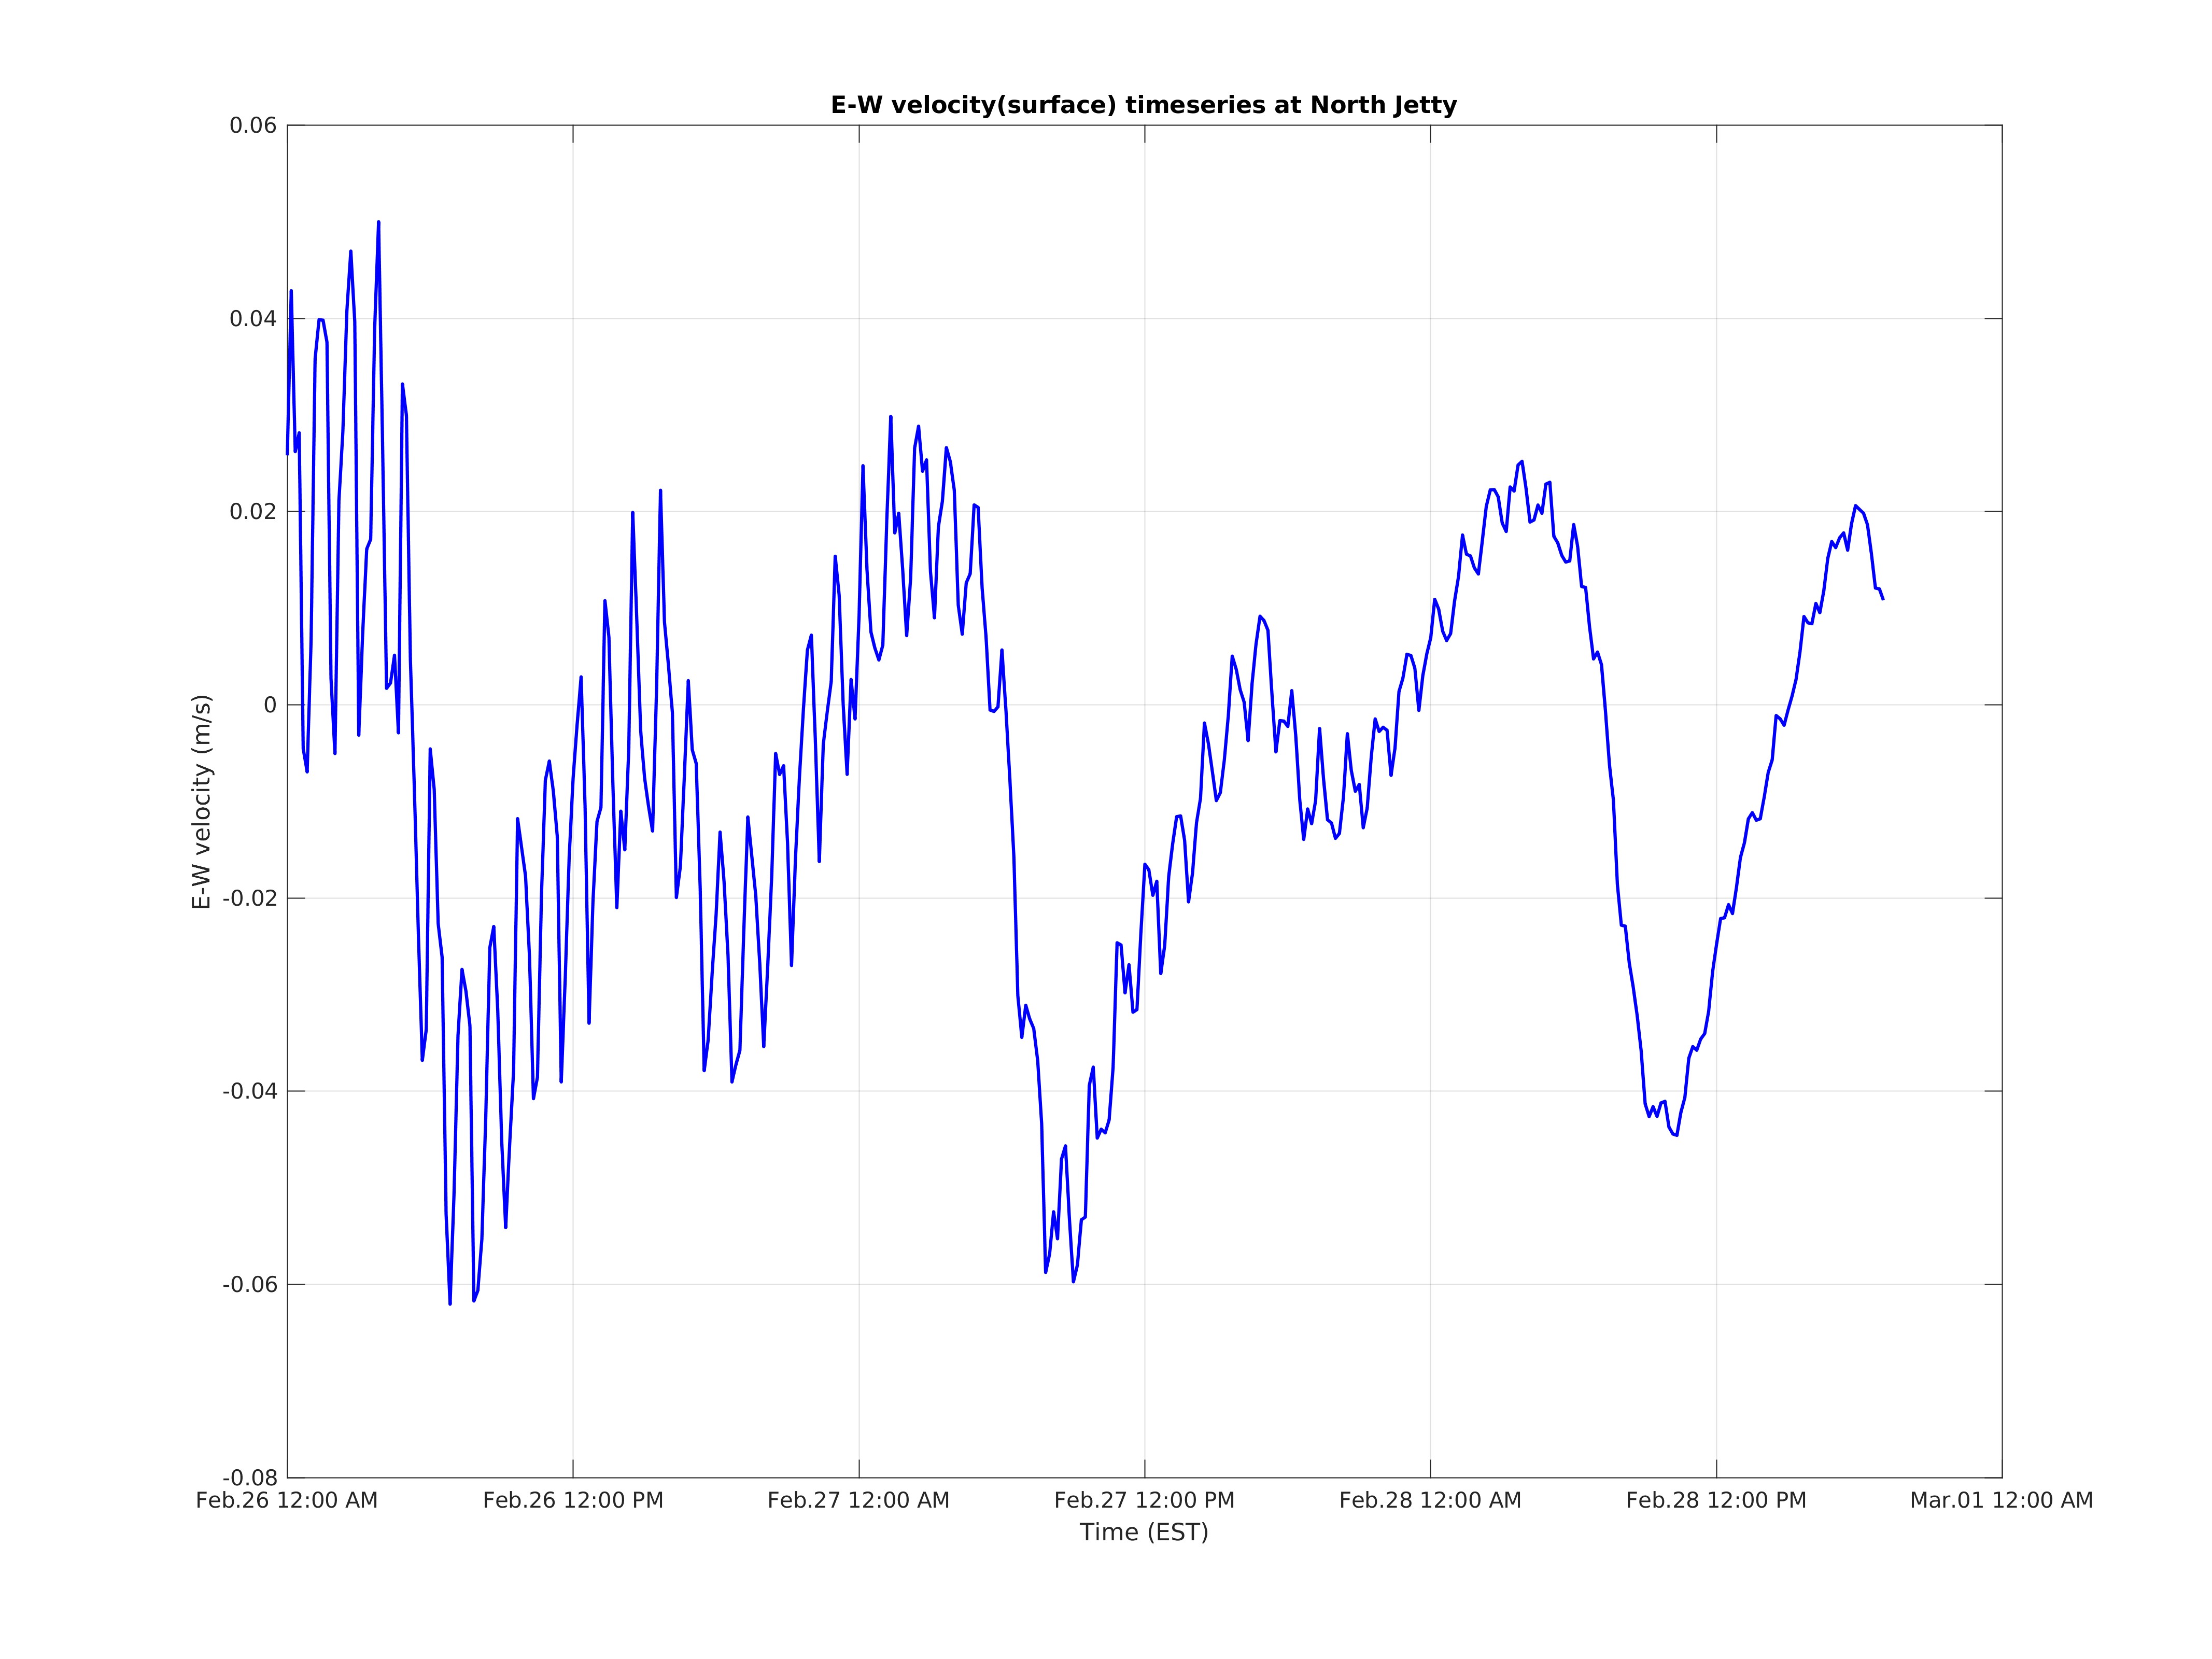 E-W velocity(surface) timeseries at North Jetty
0.06
0.04
0.02
0
-0.02
-0.04
-0.06
-0.08
E-W velocity (m/s)
Feb.26 12:00 AM Feb.26 12:00 PM Feb.27 12:00 AM Feb.27 12:00 PM Feb.28 12:00 AM Feb.28 12:00 PM Mar.01 12:00 AM
Time (EST)